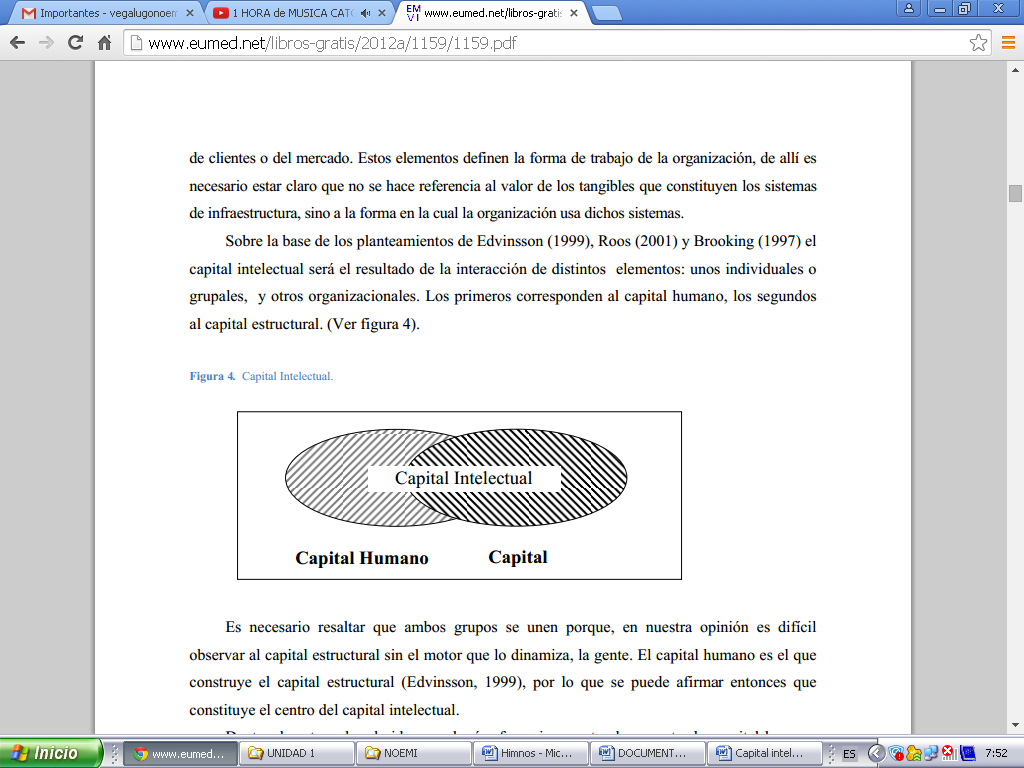 Importantes - vegalugonoem
1 HORA de MUSICA CATO
www.eumed.net/libros-gratis
www.eumed.net/libros-gratis/2012a/1159/1159.pdf
de clientes o del mercado. Estos elementos definen la forma de trabajo de la organización, de allí es
necesario estar claro que no se hace referencia al valor de los tangibles que constituyen los sistemas
de infraestructura, sino a la forma en la cual la organización usa dichos sistemas.
Sobre la base de los planteamientos de Edvinsson (1999), Roos (2001) y Brooking (1997) el
capital intelectual será el resultado de la interacción de distintos elementos: unos individuales o
grupales, y otros organizacionales. Los primeros corresponden al capital humano, los segundos
al capital estructural. (Ver figura 4).
Figura 4. Capital Intelectual.
Capital Intelectual
Capital Humano Capital
Es necesario resaltar que ambos grupos se unen porque, en nuestra opinión es difícil
observar al capital estructural sin el motor que lo dinamiza, la gente. El capital humano es el que
construye el capital estructural (Edvinsson, 1999), por lo que se puede afirmar entonces que
constituye el centro del capital intelectual.
Inicio www.eumed... UNIDAD 1 NOEMI Himnos - Mic... DOCUMENT... Capital intel... ES 7:52